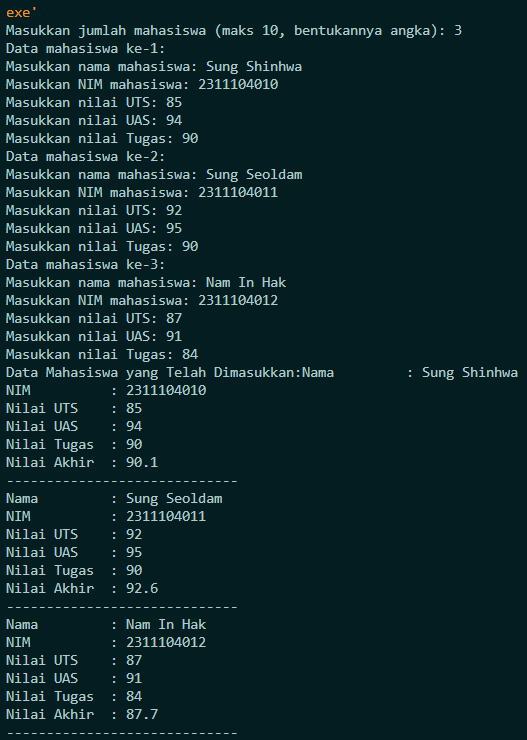 exe'
Masukkan jumlah mahasiswa (maks 10, bentukannya angka): 3
Data mahasiswa ke-1:
Masukkan nama mahasiswa: Sung Shinhwa
Masukkan NIM mahasiswa: 2311104010
Masukkan nilai UTS: 85
Masukkan nilai UAS: 94
Masukkan nilai Tugas: 90
Data mahasiswa ke-2:
Masukkan nama mahasiswa: Sung Seoldam
Masukkan NIM mahasiswa: 2311104011
Masukkan nilai UTS: 92
Masukkan nilai UAS: 95
Masukkan nilai Tugas: 90
Data mahasiswa ke-3:
Masukkan nama mahasiswa: Nam In Hak
Masukkan NIM mahasiswa: 2311104012
Masukkan nilai UTS: 87
Masukkan nilai UAS: 91
Masukkan nilai Tugas: 84
Data Mahasiswa yang Telah Dimasukkan:Nama         : Sung Shinhwa
NIM          : 2311104010
Nilai UTS    : 85
Nilai UAS    : 94
Nilai Tugas  : 90
Nilai Akhir  : 90.1
-----------------------------
Nama         : Sung Seoldam
NIM          : 2311104011
Nilai UTS    : 92
Nilai UAS    : 95
Nilai Tugas  : 90
Nilai Akhir  : 92.6
-----------------------------
Nama         : Nam In Hak
NIM          : 2311104012
Nilai UTS    : 87
Nilai UAS    : 91
Nilai Tugas  : 84
Nilai Akhir  : 87.7
-----------------------------